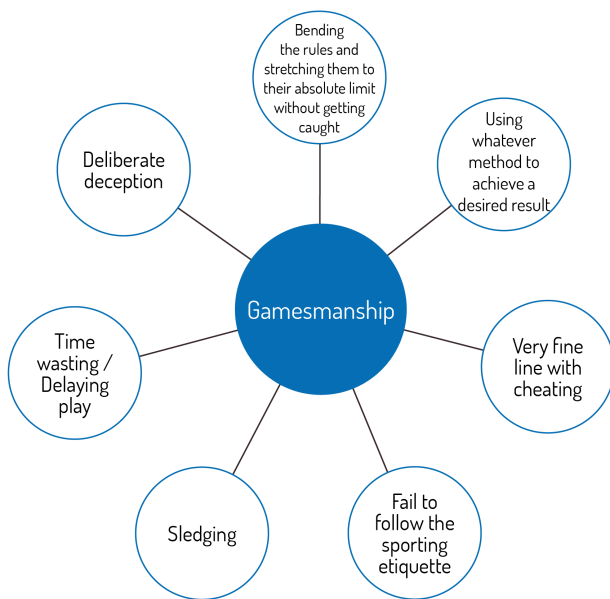 Bending
the rules and
stretching them to
their absolute limit
without getting
caught
Using
whatever
method to
achieve a
desired result
Deliberate
deception
Gamesmanship
Time
wasting /
Delaying
play
Very fine
line with
cheating
Sledging
Fail to
follow the
sporting
etiquette